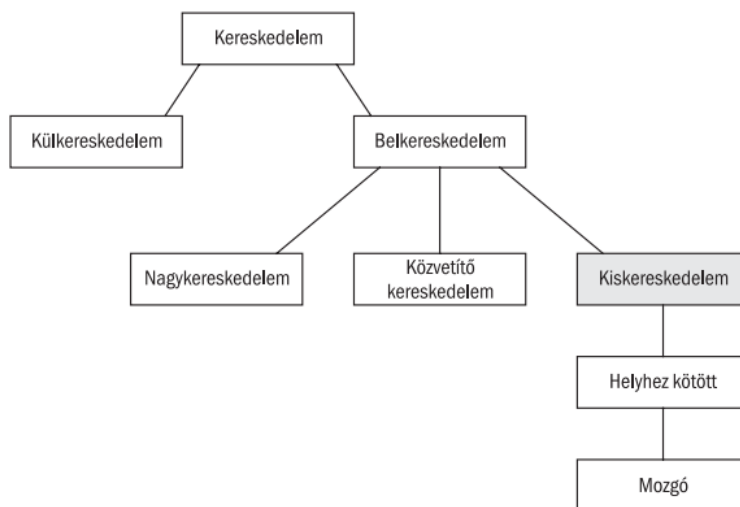 Kereskedelem
Külkereskedelem
Belkereskedelem
Nagykereskedelem
Közvetítő
kereskedelem
Kiskereskedelem
Helyhez kötött
Mozgó